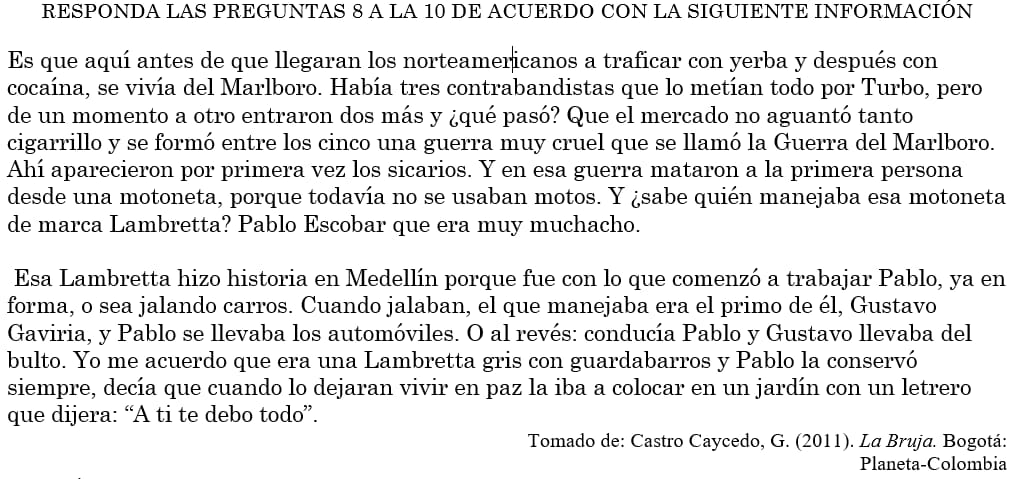 RESPONDA LAS PREGUNTAS 8 A LA 10 DE ACUERDO CON LA SIGUIENTE INFORMACIÓN
Es que aquí antes de que llegaran los norteamericanos a traficar con yerba y después con
cocaína, se vivía del Marlboro. Había tres contrabandistas que lo metían todo por Turbo, pero
de un momento a otro entraron dos más y ¿qué pasó? Que el mercado no aguantó tanto
cigarrillo y se formó entre los cinco una guerra muy cruel que se llamó la Guerra del Marlboro.
Ahí aparecieron por primera vez los sicarios. Y en esa guerra mataron a la primera persona
desde una motoneta, porque todavía no se usaban motos. Y ¿sabe quién manejaba esa motoneta
de marca Lambretta? Pablo Escobar que era muy muchacho.
Esa Lambretta hizo historia en Medellín porque fue con lo que comenzó a trabajar Pablo, ya en
forma, o sea jalando carros. Cuando jalaban, el que manejaba era el primo de él, Gustavo
Gaviria, y Pablo se llevaba los automóviles. O al revés: conducía Pablo y Gustavo llevaba del
bulto. Yo me acuerdo que era una Lambretta gris con guardabarros y Pablo la conservó
siempre, decía que cuando lo dejaran vivir en paz la iba a colocar en un jardín con un letrero
que dijera: “A ti te debo todo”.
Tomado de: Castro Caycedo, G. (2011). La Bruja. Bogotá:
Planeta-Colombia